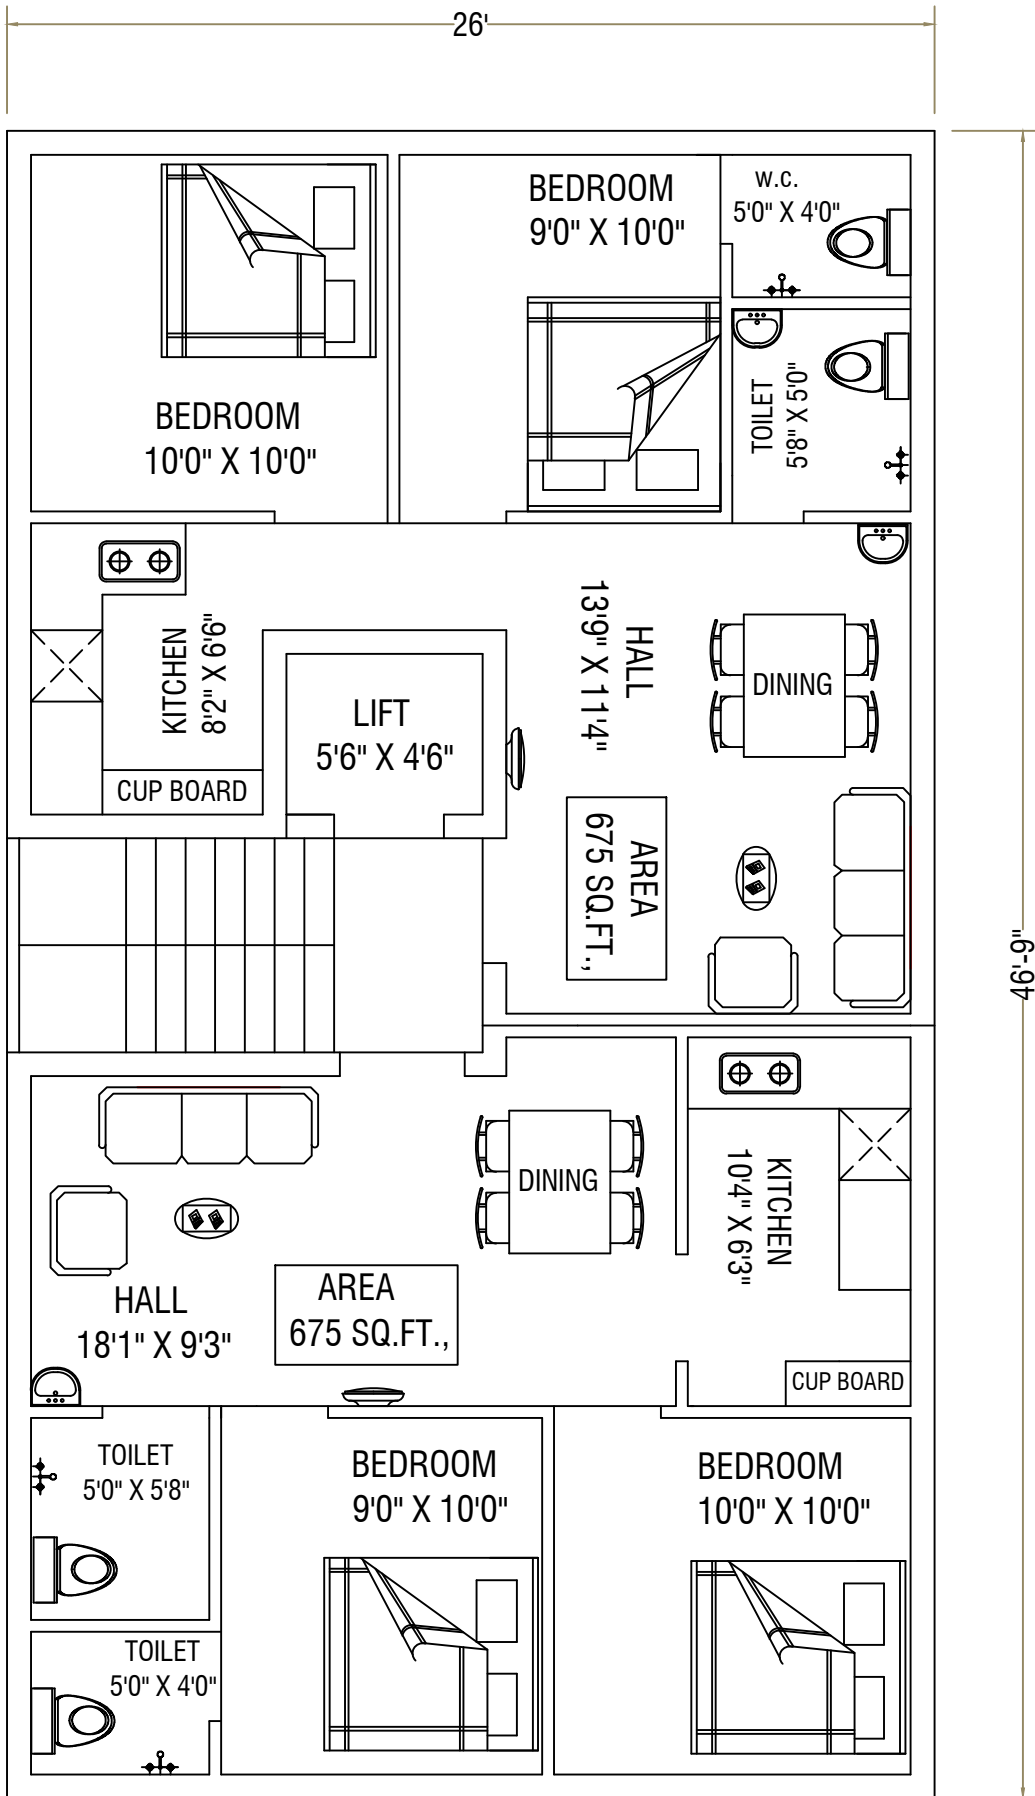 26'
BEDROOM
9'0" X 10'0"
w.c.
5'0" X 4'0"
BEDROOM
10'0" X 10'0"
TOILET
5'8" X 5'0"
KITCHEN
8'2" X 6'6"
CUP BOARD
LIFT
5'6" X 4'6"
HALL
13'9" X 11'4"
DINING
AREA
675 SQ.FT.,
46'-9"
DINING
KITCHEN
10'4" X 6'3"
CUP BOARD
HALL
18'1" X 9'3"
AREA
675 SQ.FT.,
TOILET
5'0" X 5'8"
BEDROOM
9'0" X 10'0"
BEDROOM
10'0" X 10'0"
TOILET
5'0" X 4'0"